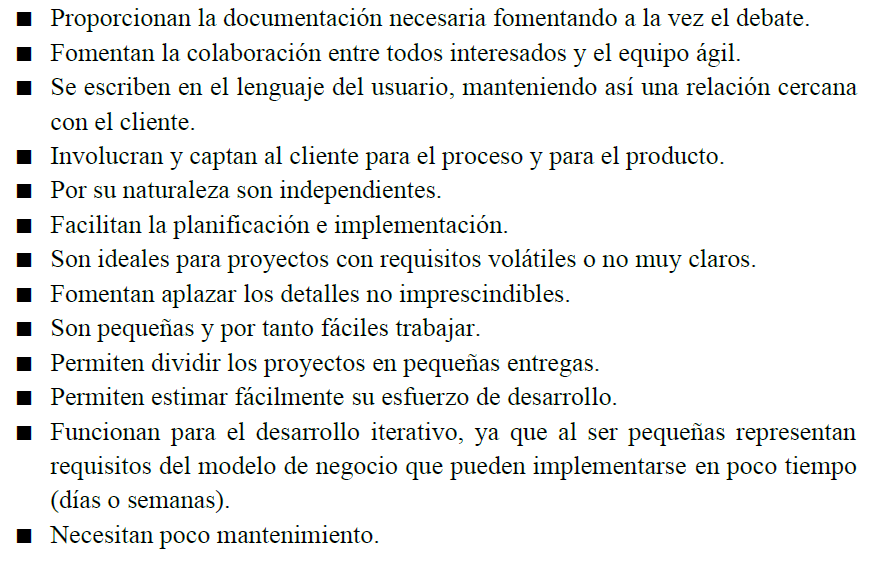 ■ Proporcionan la documentación necesaria fomentando a la vez el debate.
■ Fomentan la colaboración entre todos interesados y el equipo ágil.
■ Se escriben en el lenguaje del usuario, manteniendo así una relación cercana
con el cliente.
■ Involucran y captan al cliente para el proceso y para el producto.
■ Por su naturaleza son independientes.
■ Facilitan la planificación e implementación.
■ Son ideales para proyectos con requisitos volátiles o no muy claros.
■ Fomentan aplazar los detalles no imprescindibles.
■ Son pequeñas y por tanto fáciles trabajar.
■ Permiten dividir los proyectos en pequeñas entregas.
■ Permiten estimar fácilmente su esfuerzo de desarrollo.
■ Funcionan para el desarrollo iterativo, ya que al ser pequeñas representan
requisitos del modelo de negocio que pueden implementarse en poco tiempo
(días o semanas).
■ Necesitan poco mantenimiento.